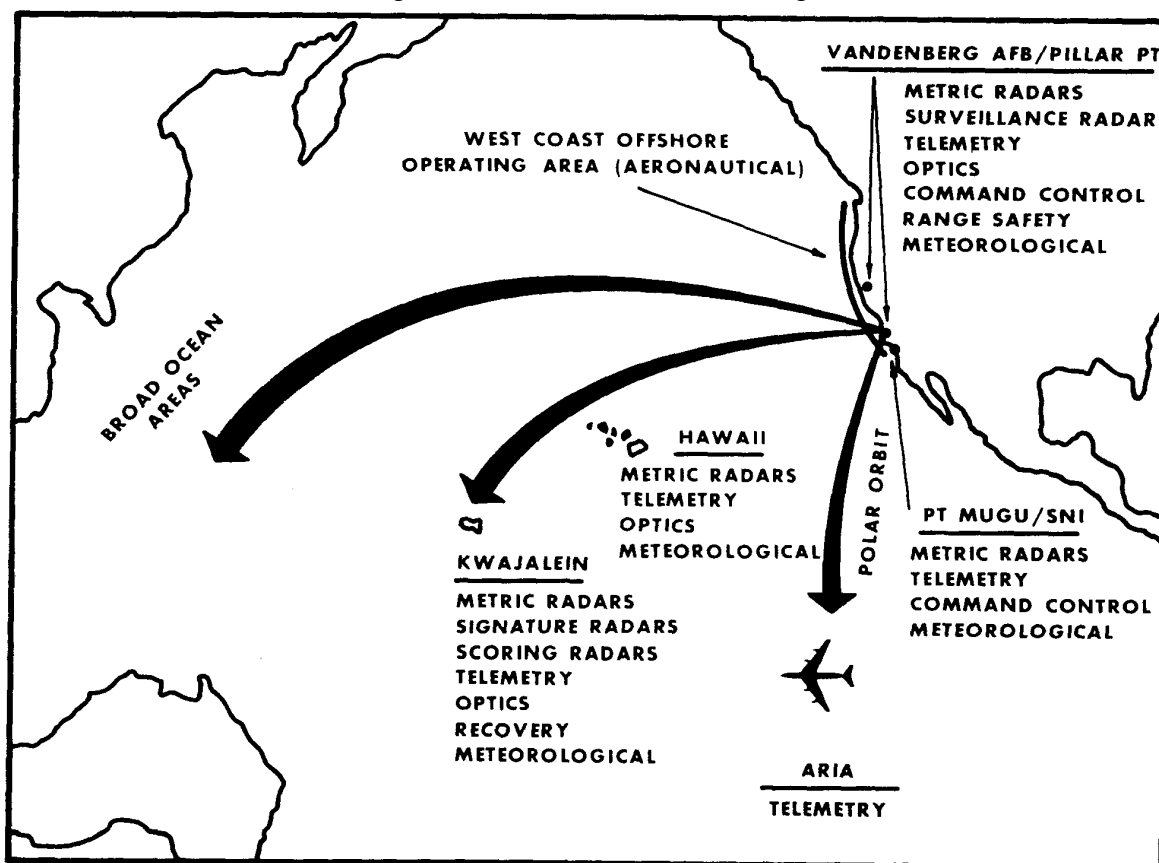 VANDENBERG AFB/PILLAR PT
METRIC RADARS
SURVEILLANCE RADAR
TELEMETRY
OPTICS
COMMAND CONTROL
RANGE SAFETY
METEOROLOGICAL
WEST COAST OFFSHORE
OPERATING AREA (AERONAUTICAL)
BROAD OCEAN
AREAS
HAWAII
METRIC RADARS
TELEMETRY
OPTICS
METEOROLOGICAL
POLAR ORBIT
PT MUGU/SNI
METRIC RADARS
TELEMETRY
COMMAND CONTROL
METEOROLOGICAL
KWAJALEIN
METRIC RADARS
SIGNATURE RADARS
SCORING RADARS
TELEMETRY
OPTICS
RECOVERY
METEOROLOGICAL
ARIA
TELEMETRY